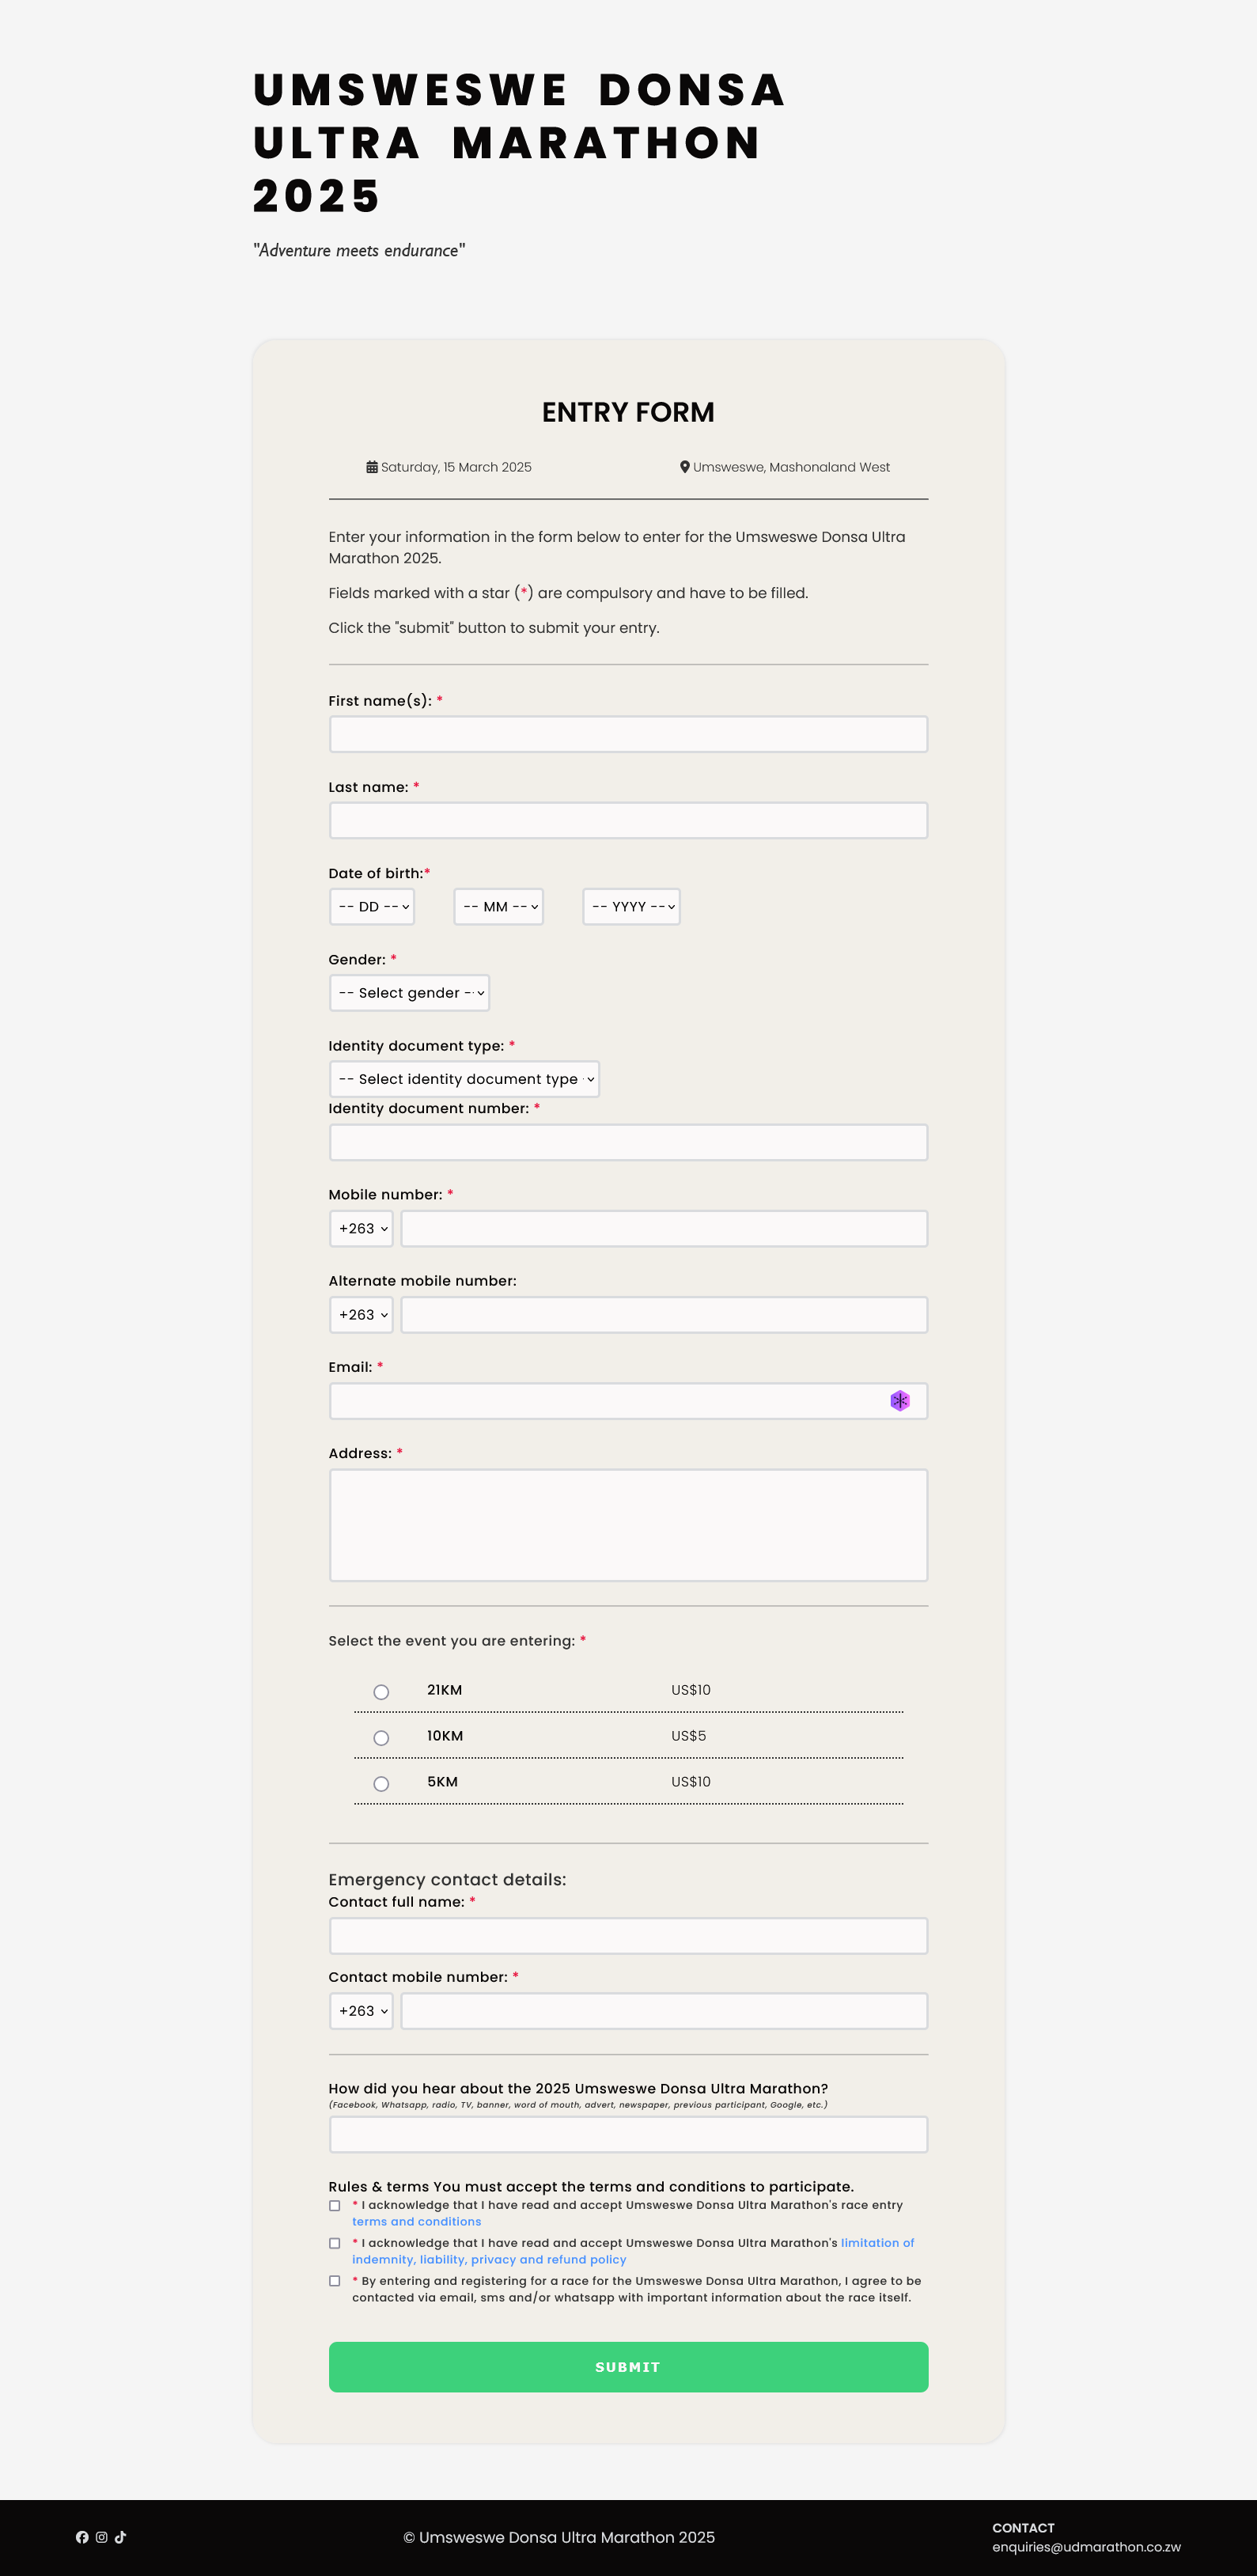 UMSWESWE DONSA
ULTRA MARATHON
2025
"Adventure meets endurance"
ENTRY FORM
Saturday, 15 March 2025
Umsweswe, Mashonaland West
Enter your information in the form below to enter for the Umsweswe Donsa Ultra
Marathon 2025.
Fields marked with a star (*) are compulsory and have to be filled.
Click the "submit" button to submit your entry.
First name(s): *
Last name: *
Date of birth:*
-- DD -- -- MM -- -- YYYY --
Gender: *
-- Select gender --
Identity document type: *
-- Select identity document type
Identity document number: *
Mobile number: *
+263
Alternate mobile number:
+263
Email: *
Address: *
Select the event you are entering: *
21KM US$10
10KM US$5
5KM US$10
Emergency contact details:
Contact full name: *
Contact mobile number: *
+263
How did you hear about the 2025 Umsweswe Donsa Ultra Marathon?
(Facebook, Whatsapp, radio, TV, banner, word of mouth, advert, newspaper, previous participant, Google, etc.)
Rules & terms You must accept the terms and conditions to participate.
* I acknowledge that I have read and accept Umsweswe Donsa Ultra Marathon's race entry
terms and conditions
* I acknowledge that I have read and accept Umsweswe Donsa Ultra Marathon's limitation of
indemnity, liability, privacy and refund policy
* By entering and registering for a race for the Umsweswe Donsa Ultra Marathon, I agree to be
contacted via email, sms and/or whatsapp with important information about the race itself.
SUBMIT
© Umsweswe Donsa Ultra Marathon 2025
CONTACT
enquiries@udmarathon.co.zw